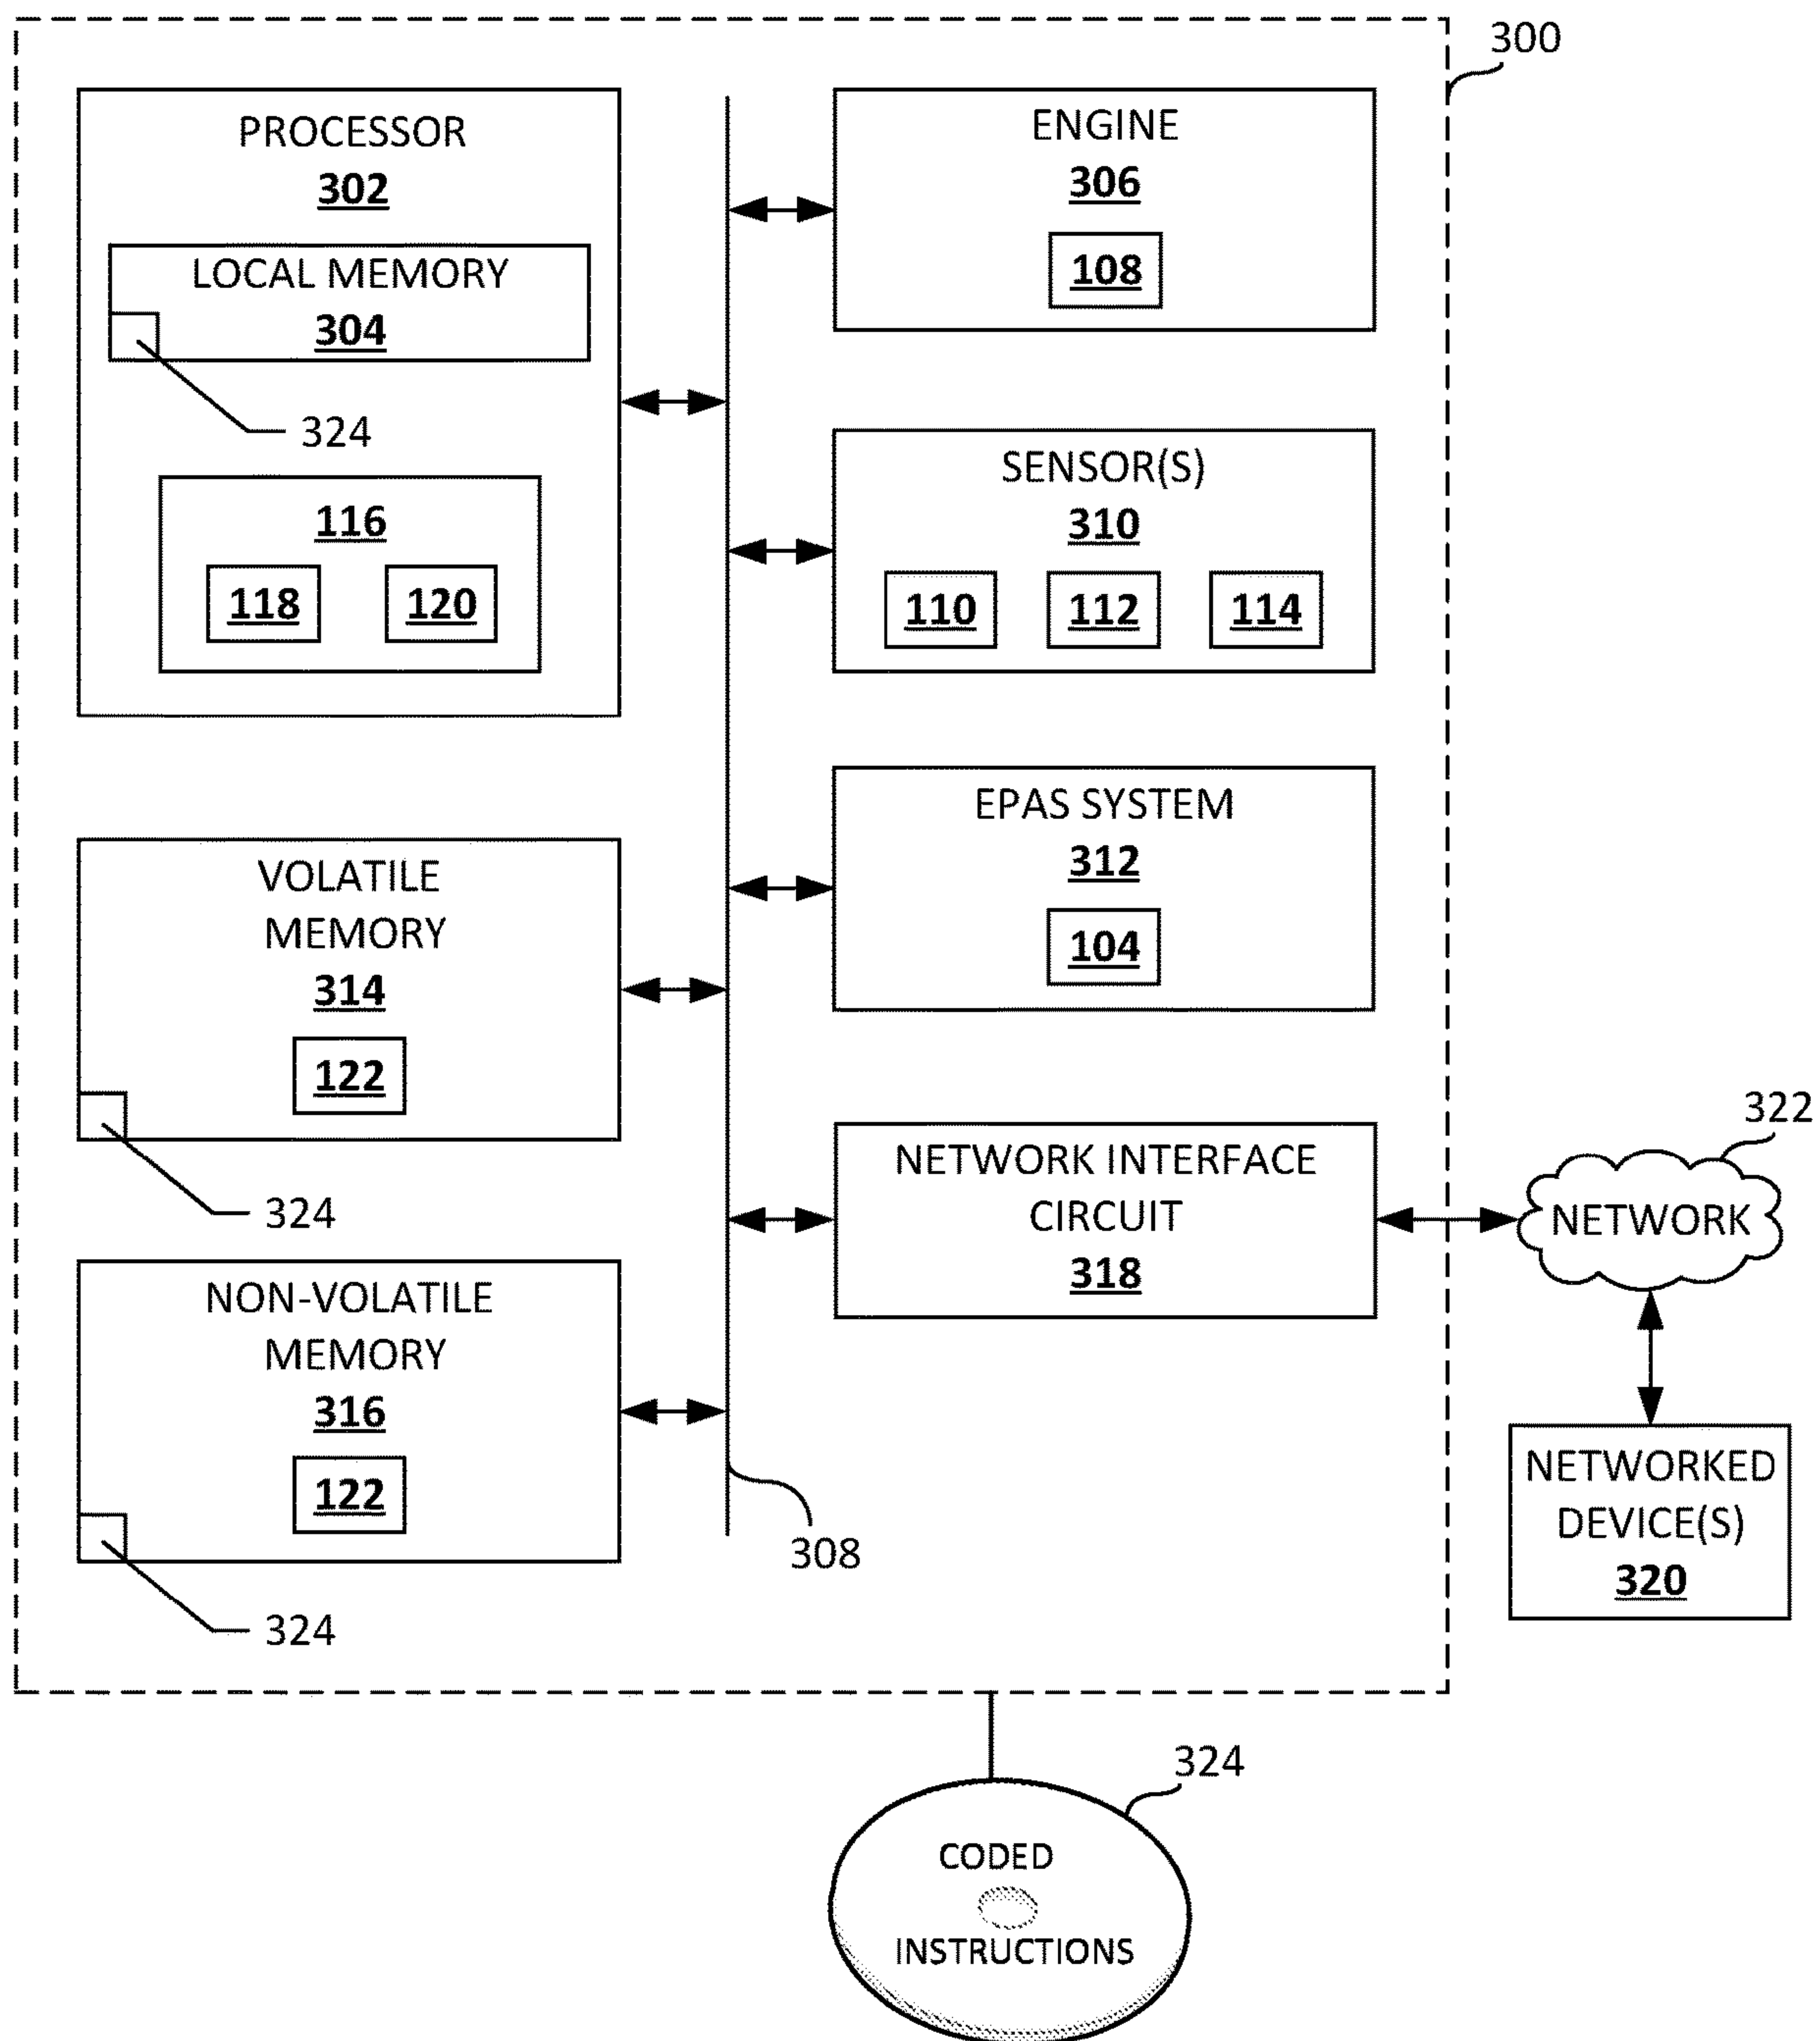 300
PROCESSOR
302
LOCAL MEMORY
304
324
116
118 120
VOLATILE
MEMORY
314
122
324
NON-VOLATILE
MEMORY
316
122
324
ENGINE
306
108
SENSOR(S)
310
110 112 114
EPAS SYSTEM
312
104
NETWORK INTERFACE
CIRCUIT
318
308
322
NETWORK
NETWORKED
DEVICE(S)
320
324
CODED
INSTRUCTIONS